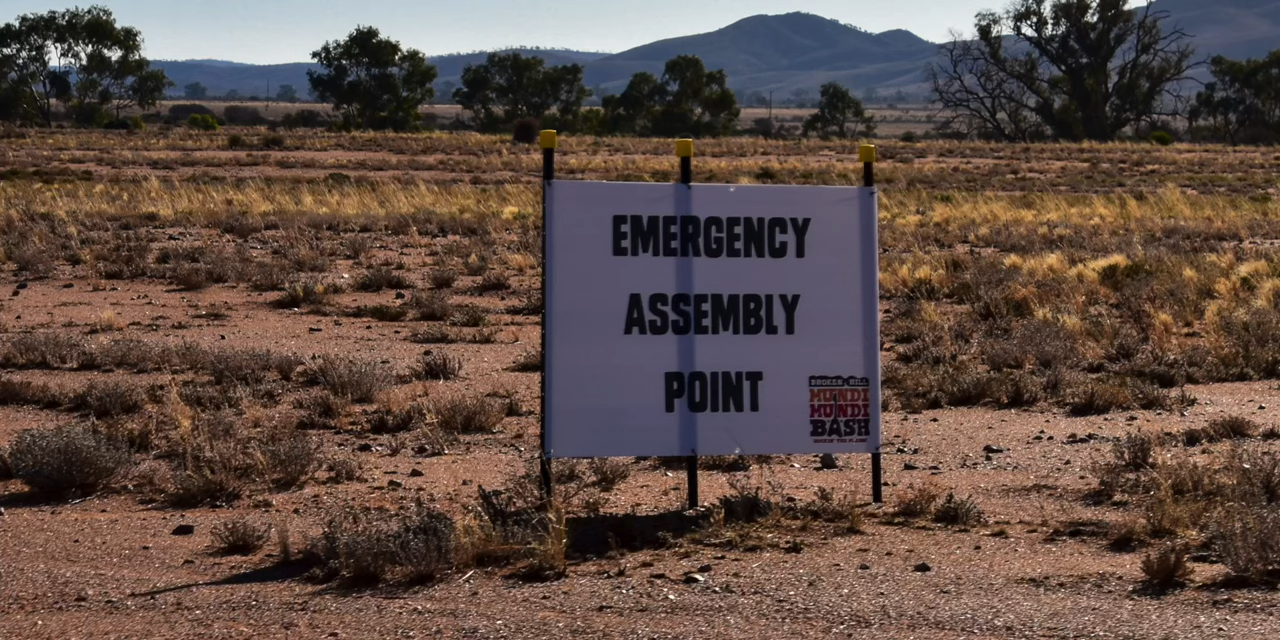 EMERGENCY
ASSEMBLY
POINT
BROKEN HILL
MUNDI
MUNDI
BASH